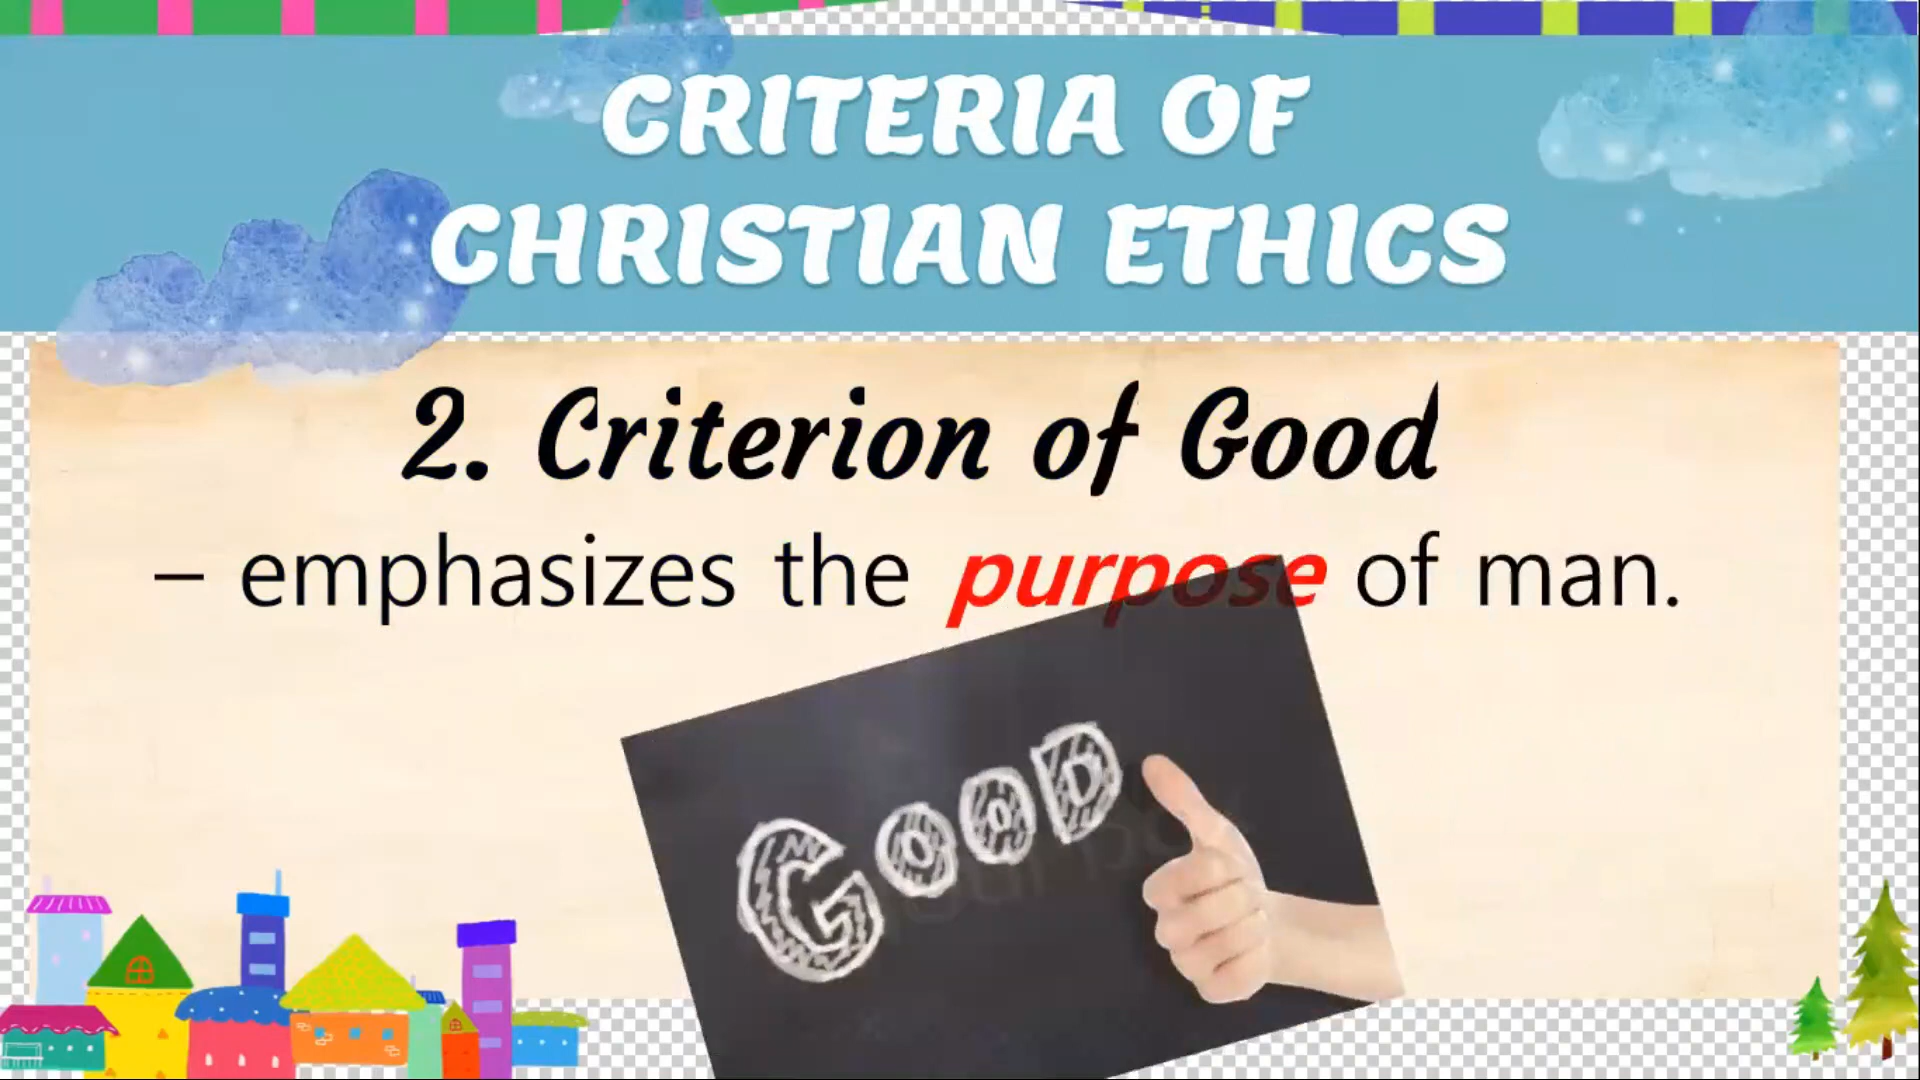 CRITERIA OF
CHRISTIAN ETHICS
2. Criterion of Good
– emphasizes the purpose of man.
GOOD